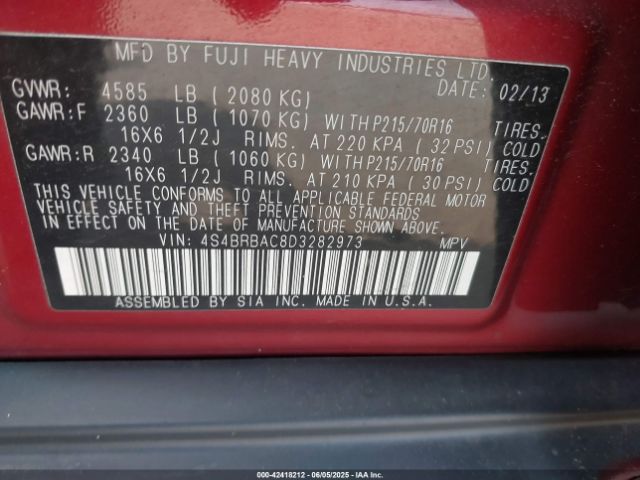 MFD BY FUJI HEAVY INDUSTRIES LTD.
DATE: 02/13
GVWR: 4585 LB ( 2080 KG)
GAWR:F 2360 LB ( 1070 KG) WITH P215/70R16 TIRES.
16X6 1/2J RIMS. AT 220 KPA ( 32 PSI) COLD
GAWR:R 2340 LB ( 1060 KG) WITH P215/70R16 TIRES.
16X6 1/2J RIMS. AT 210 KPA ( 30 PSI) COLD
THIS VEHICLE CONFORMS TO ALL APPLICABLE FEDERAL MOTOR
VEHICLE SAFETY AND THEFT PREVENTION STANDARDS
IN EFFECT ON THE DATE OF MANUFACTURE SHOWN ABOVE.
VIN: 4S4BRBAC8D3282973 MPV
ASSEMBLED BY SIA INC. MADE IN U.S.A.
000-42418212 - 06/05/2025 - IAA Inc.